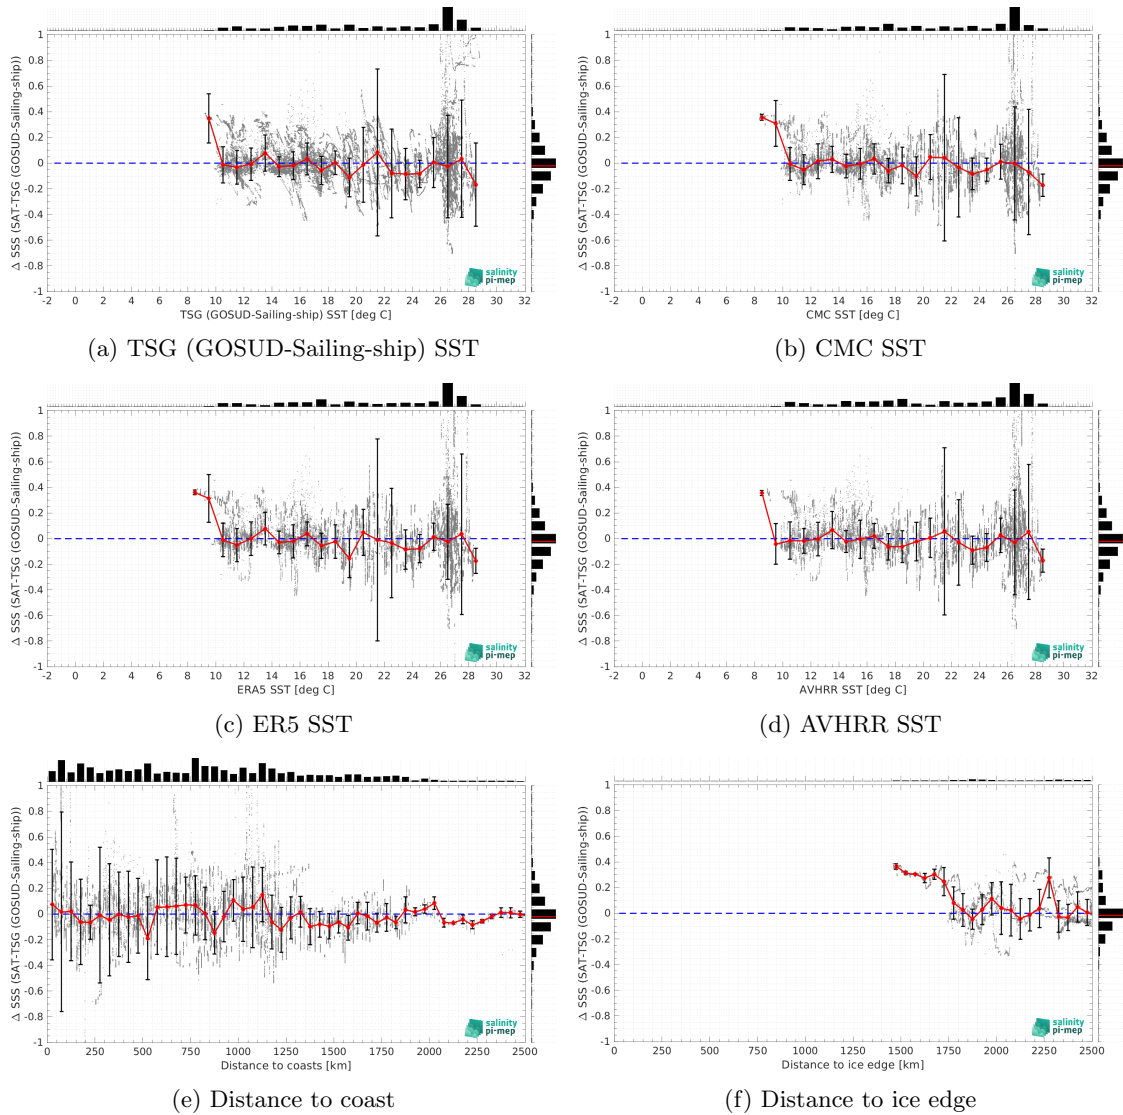 1
0.8
0.6
0.4
0.2
0
-0.2
-0.4
-0.6
-0.8
-1
Δ SSS (SAT-TSG (GOSUD-Sailing-ship))
-2 0 2 4 6 8 10 12 14 16 18 20 22 24 26 28 30 32
TSG (GOSUD-Sailing-ship) SST [deg C]
salinity
pi-mep
(a) TSG (GOSUD-Sailing-ship) SST
1
0.8
0.6
0.4
0.2
0
-0.2
-0.4
-0.6
-0.8
-1
Δ SSS (SAT-TSG (GOSUD-Sailing-ship))
-2 0 2 4 6 8 10 12 14 16 18 20 22 24 26 28 30 32
CMC SST [deg C]
salinity
pi-mep
(b) CMC SST
1
0.8
0.6
0.4
0.2
0
-0.2
-0.4
-0.6
-0.8
-1
Δ SSS (SAT-TSG (GOSUD-Sailing-ship))
-2 0 2 4 6 8 10 12 14 16 18 20 22 24 26 28 30 32
ERA5 SST [deg C]
salinity
pi-mep
(c) ER5 SST
1
0.8
0.6
0.4
0.2
0
-0.2
-0.4
-0.6
-0.8
-1
Δ SSS (SAT-TSG (GOSUD-Sailing-ship))
-2 0 2 4 6 8 10 12 14 16 18 20 22 24 26 28 30 32
AVHRR SST [deg C]
salinity
pi-mep
(d) AVHRR SST
1
0.8
0.6
0.4
0.2
0
-0.2
-0.4
-0.6
-0.8
-1
Δ SSS (SAT-TSG (GOSUD-Sailing-ship))
0 250 500 750 1000 1250 1500 1750 2000 2250 2500
Distance to coasts [km]
salinity
pi-mep
(e) Distance to coast
1
0.8
0.6
0.4
0.2
0
-0.2
-0.4
-0.6
-0.8
-1
Δ SSS (SAT-TSG (GOSUD-Sailing-ship))
0 250 500 750 1000 1250 1500 1750 2000 2250 2500
Distance to ice edge [km]
salinity
pi-mep
(f) Distance to ice edge